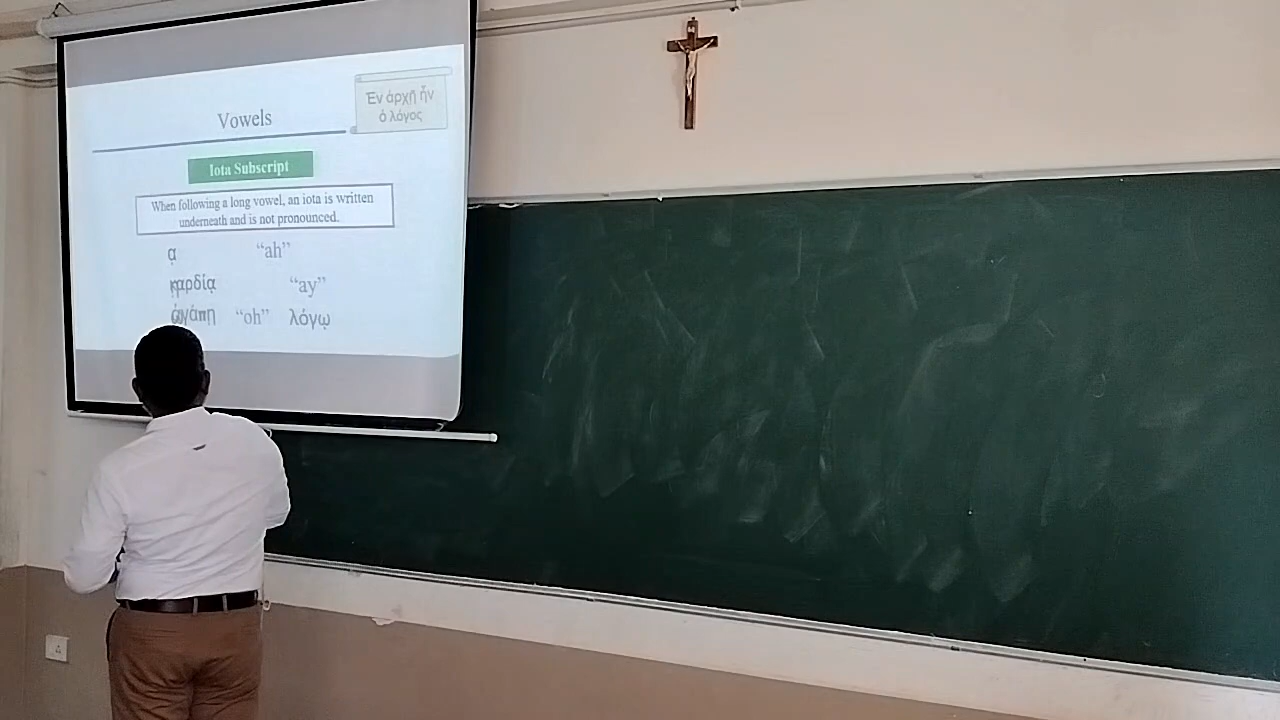 Ἐν ἀρχῇ ἦν
ὁ λόγος
Vowels
Iota Subscript
When following a long vowel, an iota is written
underneath and is not pronounced.
ᾳ “ah”
καρδίᾳ “ay”
ἀγάπῃ “oh” λόγῳ